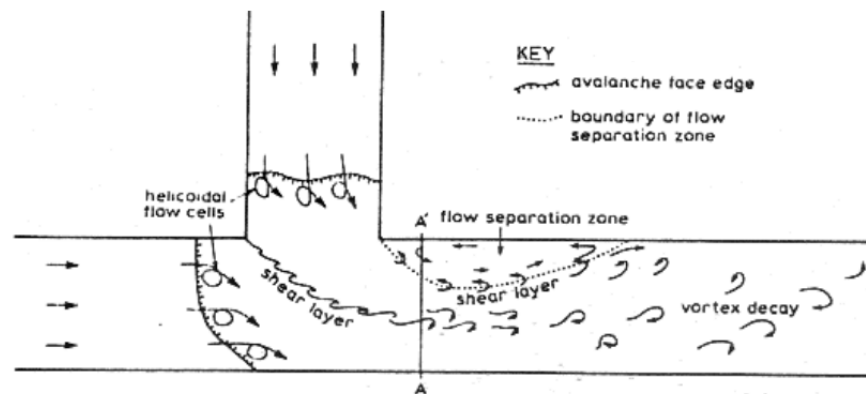 KEY
avalanche face edge
boundary of flow
separation zone
helicoidal
flow cells
A' flow separation zone
shear layer
shear layer
vortex decay
A